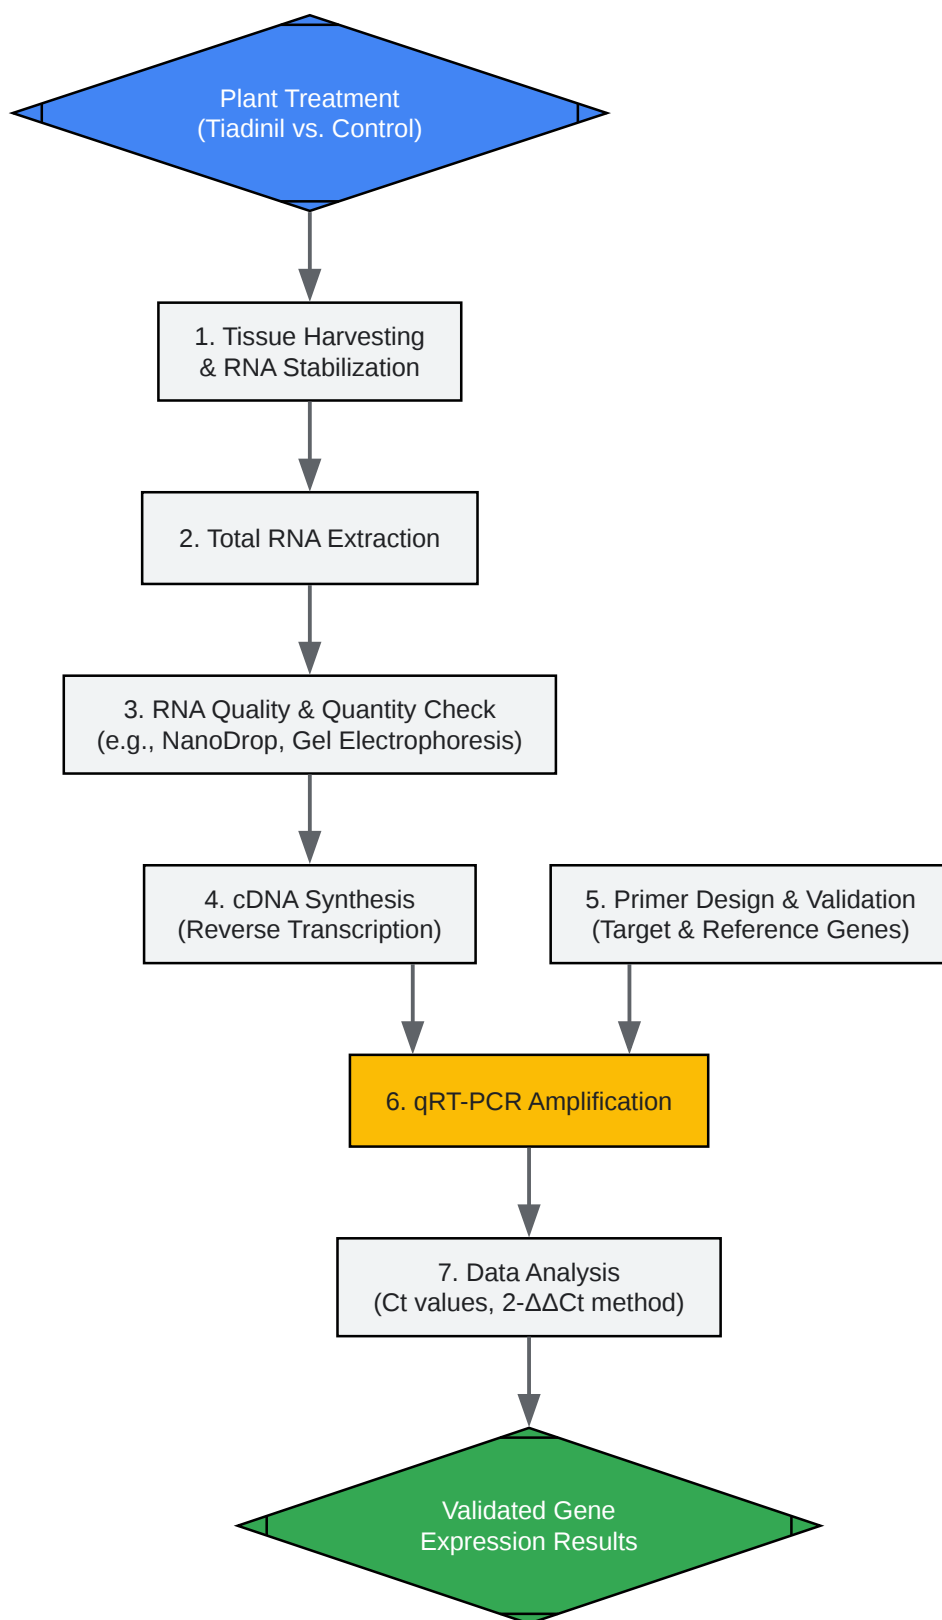 Plant Treatment
(Tiadinil vs. Control)
1. Tissue Harvesting
& RNA Stabilization
2. Total RNA Extraction
3. RNA Quality & Quantity Check
(e.g., NanoDrop, Gel Electrophoresis)
4. cDNA Synthesis
(Reverse Transcription)
5. Primer Design & Validation
(Target & Reference Genes)
6. qRT-PCR Amplification
7. Data Analysis
(Ct values, 2-ΔΔCt method)
Validated Gene
Expression Results